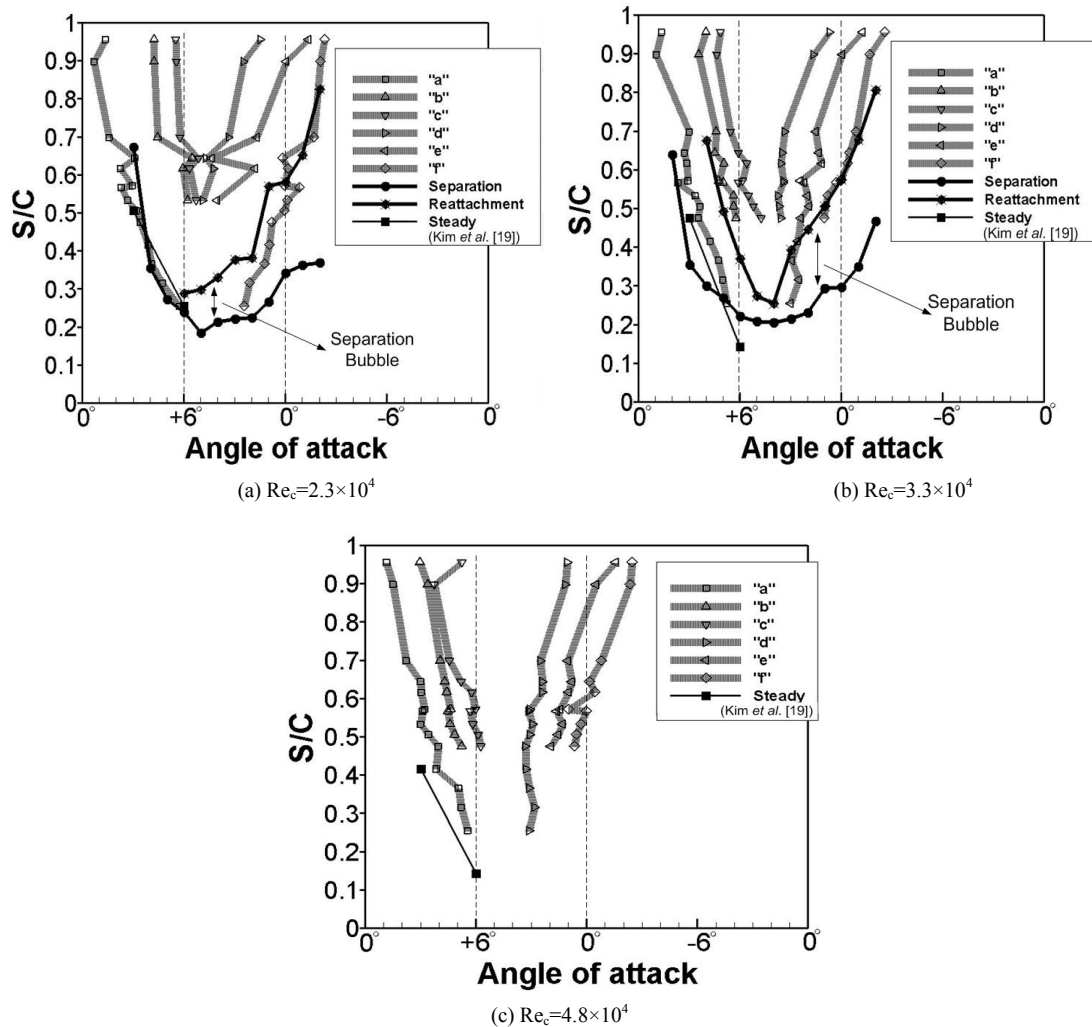 1
0.9
0.8
0.7
0.6
0.5
0.4
0.3
0.2
0.1
0
S/C
"a"
"b"
"c"
"d"
"e"
"f"
Separation
Reattachment
Steady
(Kim et al. [19])
Separation
Bubble
0° +6° 0° -6° 0°
Angle of attack
(a) Re_c=2.3×10⁴
1
0.9
0.8
0.7
0.6
0.5
0.4
0.3
0.2
0.1
0
S/C
"a"
"b"
"c"
"d"
"e"
"f"
Separation
Reattachment
Steady
(Kim et al. [19])
Separation
Bubble
0° +6° 0° -6° 0°
Angle of attack
(b) Re_c=3.3×10⁴
1
0.9
0.8
0.7
0.6
0.5
0.4
0.3
0.2
0.1
0
S/C
"a"
"b"
"c"
"d"
"e"
"f"
Steady
(Kim et al. [19])
0° +6° 0° -6° 0°
Angle of attack
(c) Re_c=4.8×10⁴